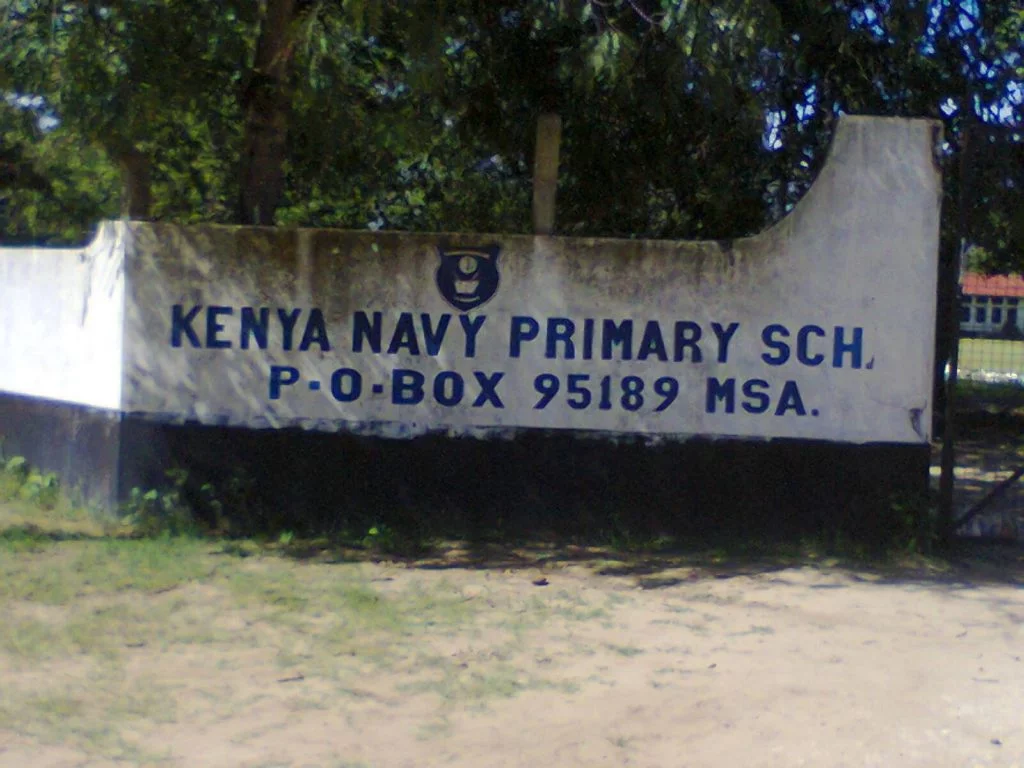 KENYA NAVY PRIMARY SCH.
P-O-BOX 95189 MSA.